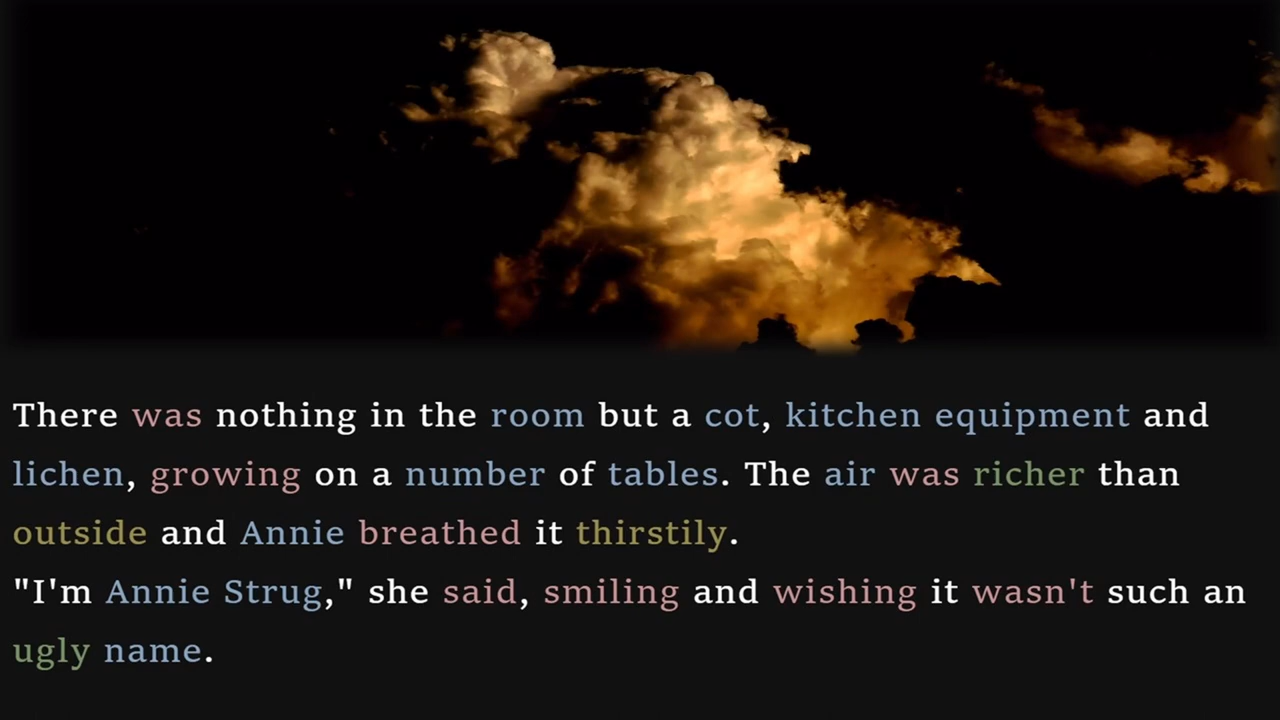 There was nothing in the room but a cot, kitchen equipment and
lichen, growing on a number of tables. The air was richer than
outside and Annie breathed it thirstily.
"I'm Annie Strug," she said, smiling and wishing it wasn't such an
ugly name.